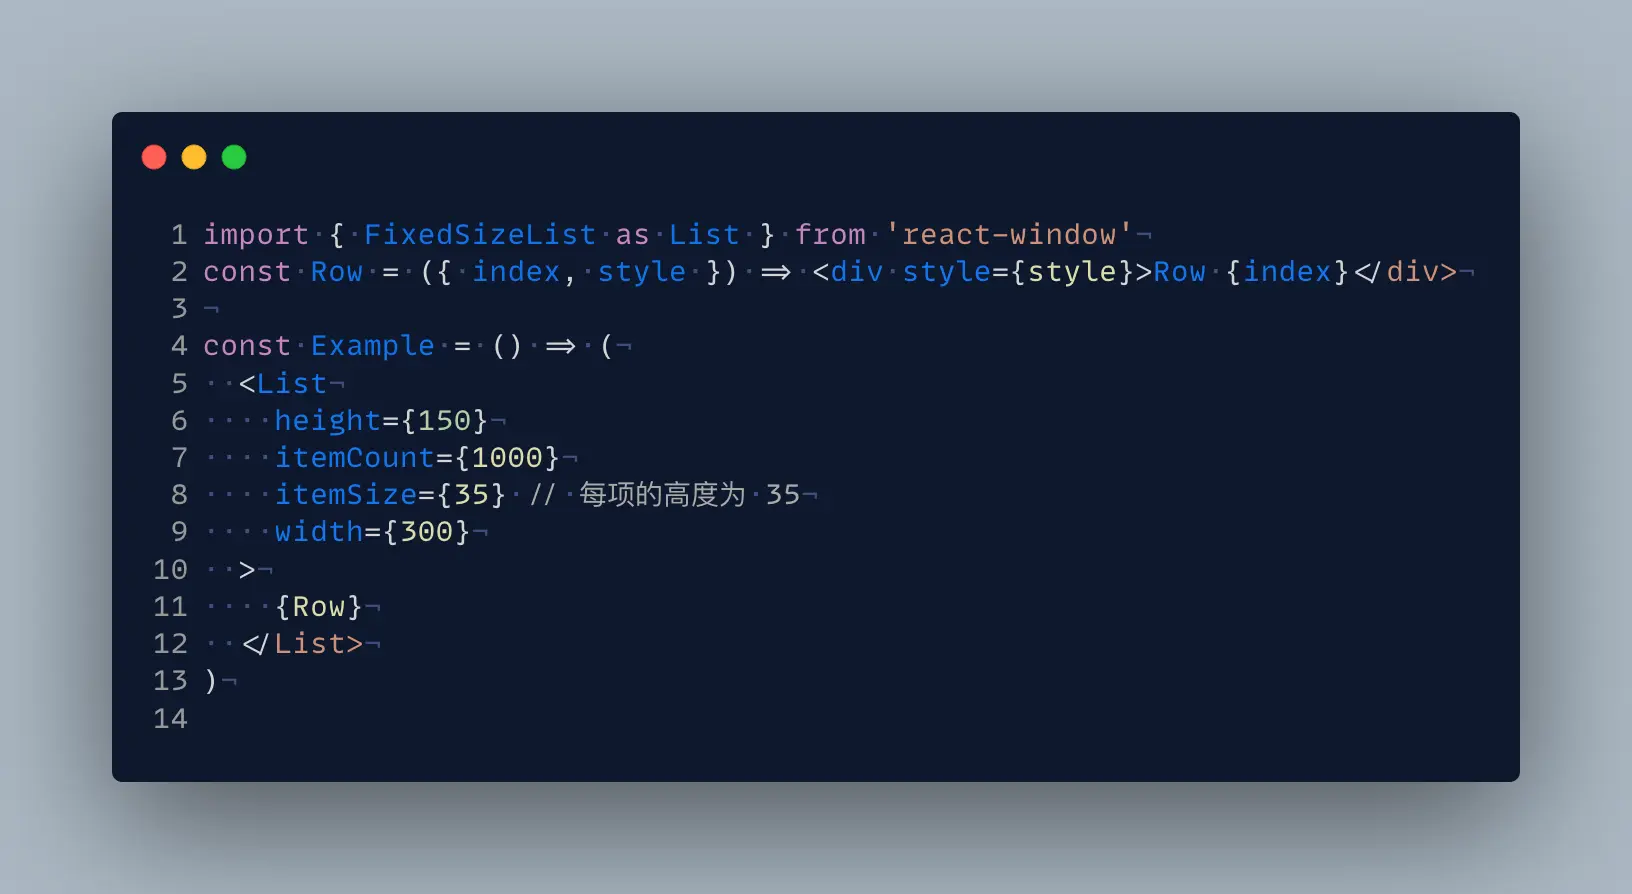 1 import { FixedSizeList as List } from 'react-window'¬
2 const Row = ({ index, style }) => <div style={style}>Row {index}</div>¬
3 ¬
4 const Example = () => (¬
5 ··<List¬
6 ····height={150}¬
7 ····itemCount={1000}¬
8 ····itemSize={35} // 每项的高度为 35¬
9 ····width={300}¬
10 ··>¬
11 ····{Row}¬
12 ··</List>¬
13 )¬
14